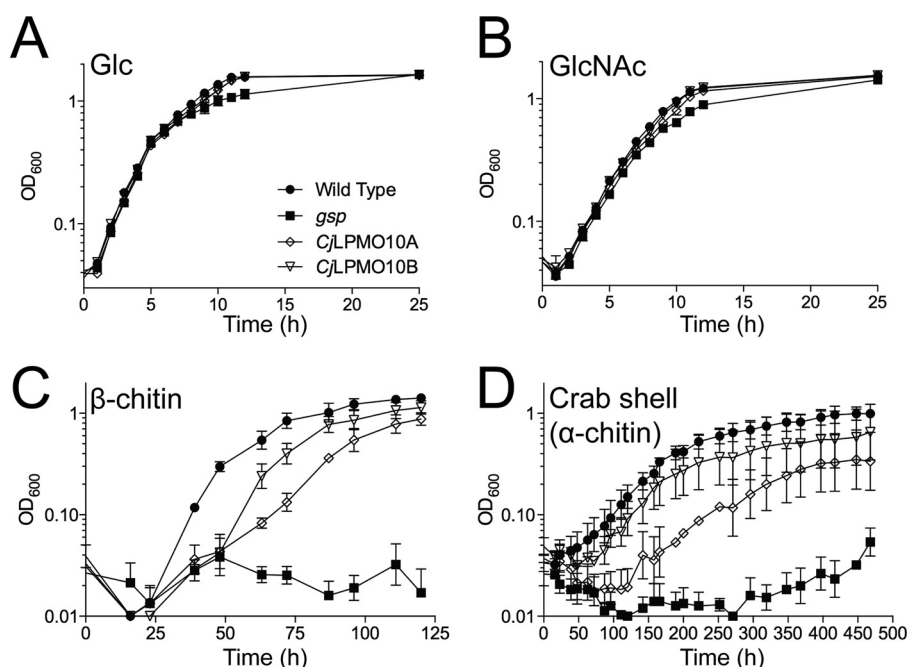 A
Glc
OD600
1
0.1
0 5 10 15 20 25
Time (h)
Wild Type
gsp
CjLPMO10A
CjLPMO10B
B
GlcNAc
OD600
1
0.1
0 5 10 15 20 25
Time (h)
C
β-chitin
OD600
1
0.10
0.01
0 25 50 75 100 125
Time (h)
D
Crab shell
(α-chitin)
OD600
1
0.10
0.01
0 50 100 150 200 250 300 350 400 450 500
Time (h)